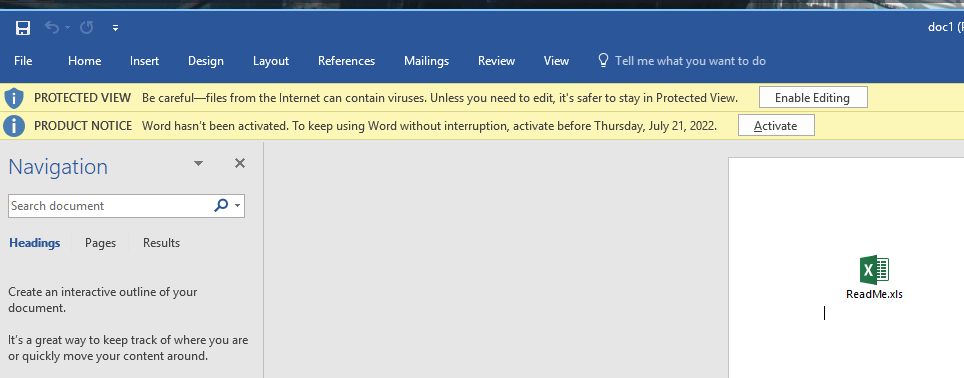 doc1 (
File Home Insert Design Layout References Mailings Review View Tell me what you want to do
PROTECTED VIEW Be careful—files from the Internet can contain viruses. Unless you need to edit, it's safer to stay in Protected View. Enable Editing
PRODUCT NOTICE Word hasn't been activated. To keep using Word without interruption, activate before Thursday, July 21, 2022. Activate
Navigation
Search document
Headings Pages Results
Create an interactive outline of your
document.
It's a great way to keep track of where you are
or quickly move your content around.
ReadMe.xls